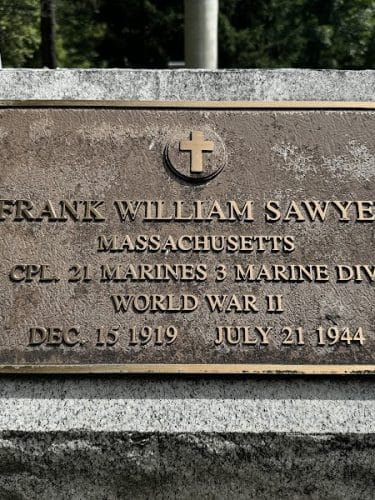 FRANK WILLIAM SAWYE
MASSACHUSETTS
CPL. 21 MARINES 3 MARINE DIV
WORLD WAR II
DEC. 15 1919 JULY 21 1944